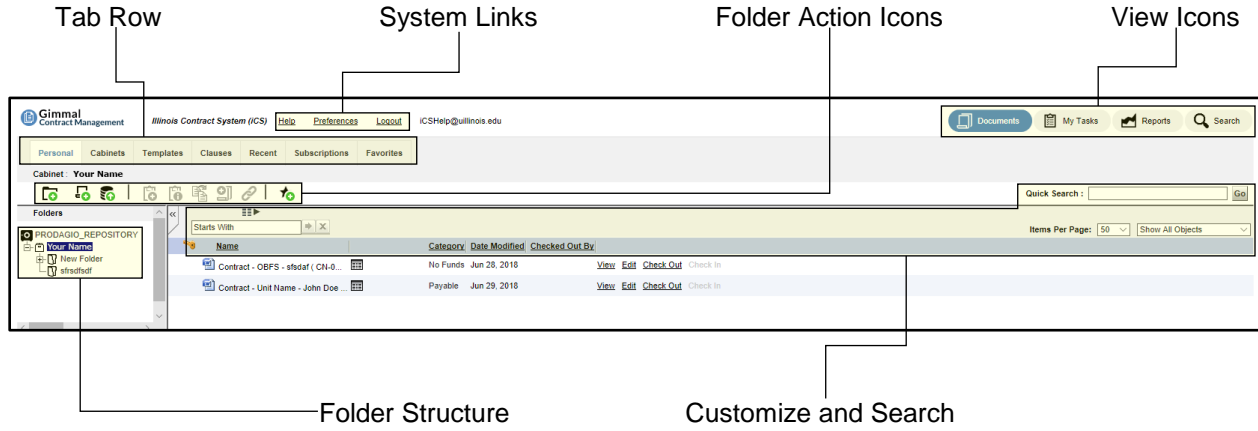 Tab Row System Links Folder Action Icons View Icons
Gimmal
Contract Management Illinois Contract System (iCS) Help Preferences Logout iCSHelp@uillinois.edu Documents My Tasks Reports Search
Personal Cabinets Templates Clauses Recent Subscriptions Favorites
Cabinet : Your Name
Quick Search : Go
Folders
Starts With X Items Per Page: 50 Show All Objects
PRODAGIO_REPOSITORY
Your Name Name Category Date Modified Checked Out By
New Folder Contract - OBFS - sfsdaf ( CN-0... No Funds Jun 28, 2018 View Edit Check Out Check In
sfrsdfsdf
Contract - Unit Name - John Doe ... Payable Jun 29, 2018 View Edit Check Out Check In
Folder Structure Customize and Search